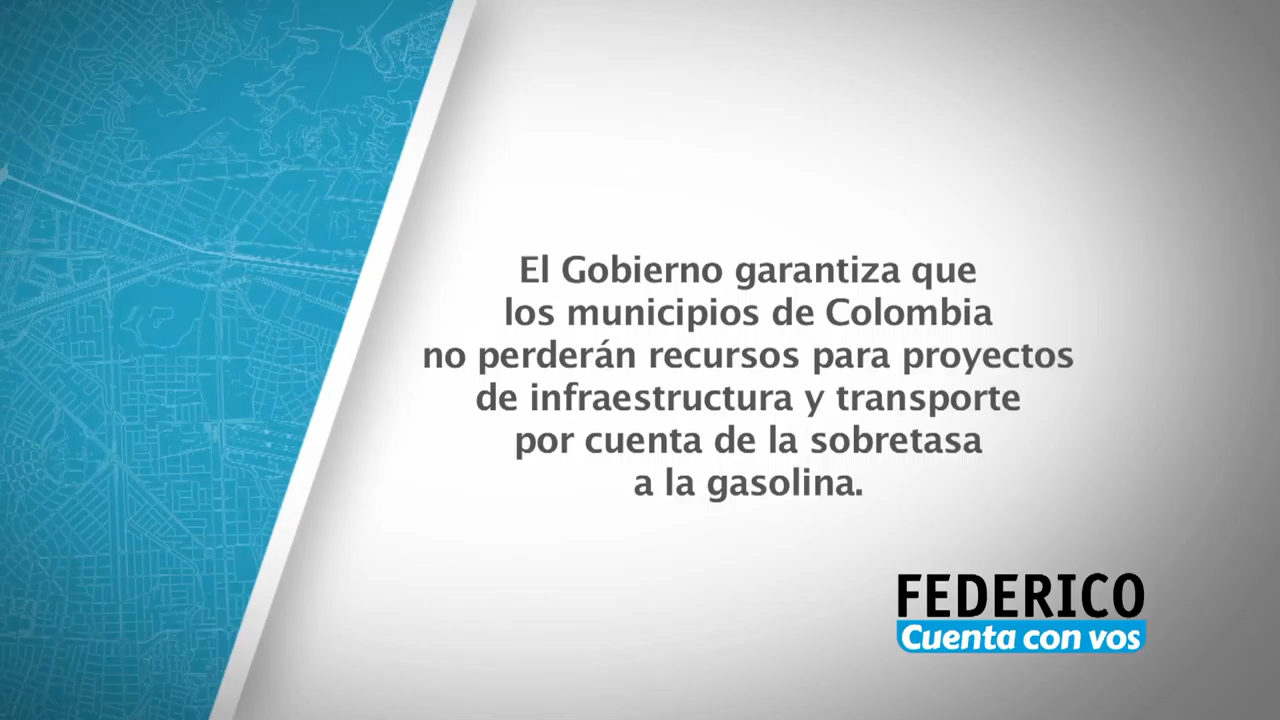 El Gobierno garantiza que
los municipios de Colombia
no perderán recursos para proyectos
de infraestructura y transporte
por cuenta de la sobretasa
a la gasolina.
FEDERICO
Cuenta con vos